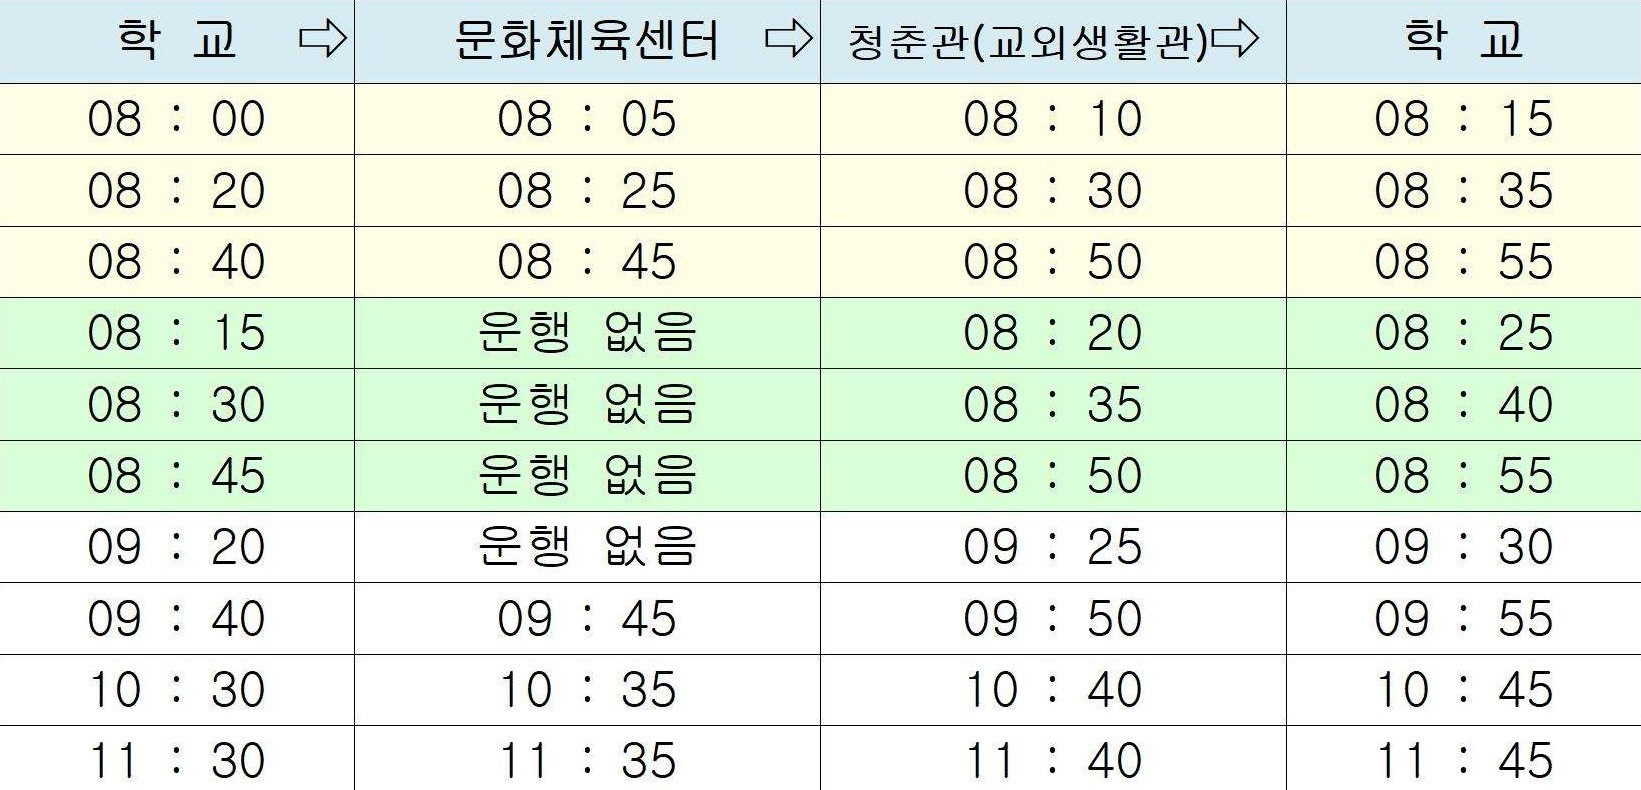 학 교 ⇨ 문화체육센터 ⇨ 청춘관(교외생활관)⇨ 학 교
08 : 00 08 : 05 08 : 10 08 : 15
08 : 20 08 : 25 08 : 30 08 : 35
08 : 40 08 : 45 08 : 50 08 : 55
08 : 15 운행 없음 08 : 20 08 : 25
08 : 30 운행 없음 08 : 35 08 : 40
08 : 45 운행 없음 08 : 50 08 : 55
09 : 20 운행 없음 09 : 25 09 : 30
09 : 40 09 : 45 09 : 50 09 : 55
10 : 30 10 : 35 10 : 40 10 : 45
11 : 30 11 : 35 11 : 40 11 : 45